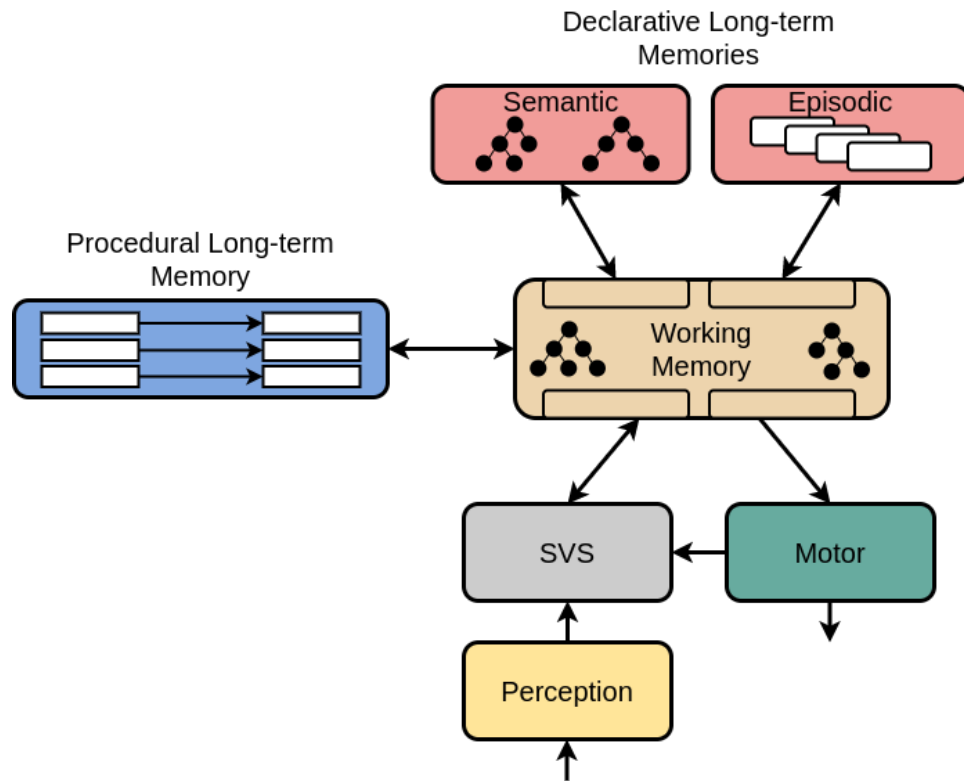 Declarative Long-term
Memories
Semantic
Episodic
Procedural Long-term
Memory
Working
Memory
SVS
Motor
Perception